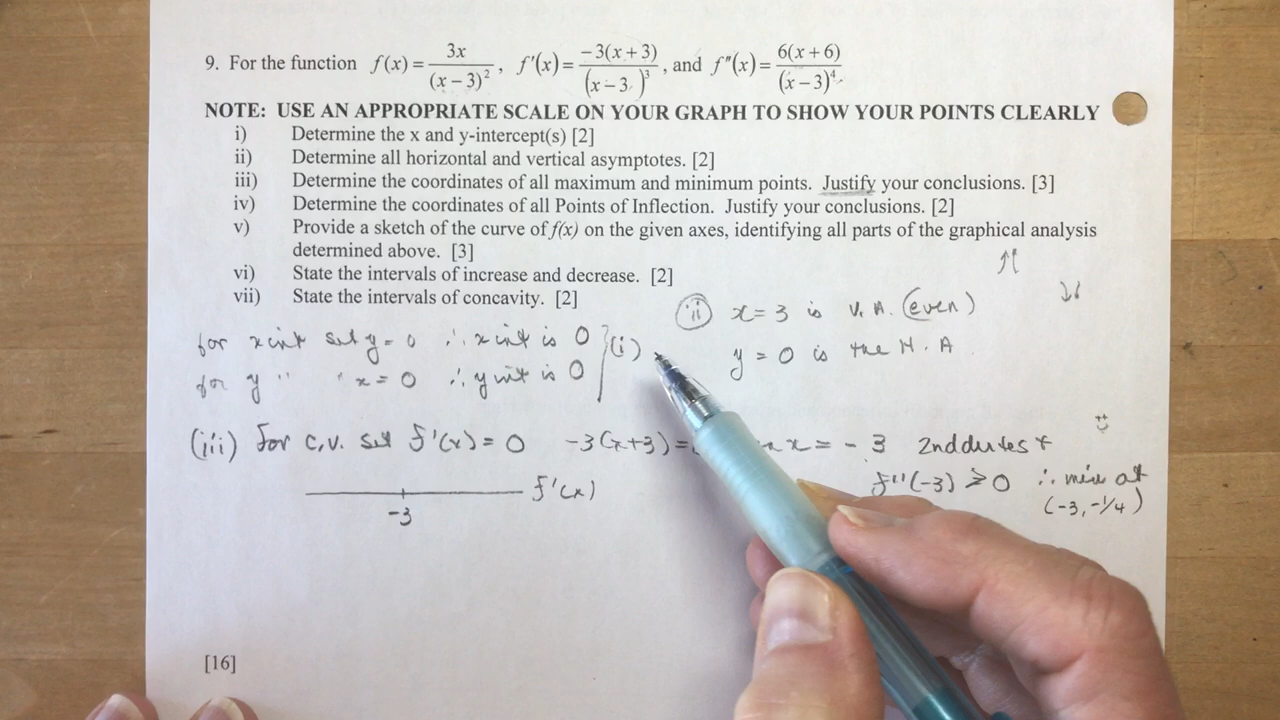 9. For the function f(x) = 3x/(x−3)², f'(x) = −3(x+3)/(x−3)³, and f"(x) = 6(x+6)/(x−3)⁴.
NOTE: USE AN APPROPRIATE SCALE ON YOUR GRAPH TO SHOW YOUR POINTS CLEARLY
i) Determine the x and y-intercept(s) [2]
ii) Determine all horizontal and vertical asymptotes. [2]
iii) Determine the coordinates of all maximum and minimum points. Justify your conclusions. [3]
iv) Determine the coordinates of all Points of Inflection. Justify your conclusions. [2]
v) Provide a sketch of the curve of f(x) on the given axes, identifying all parts of the graphical analysis
determined above. [3]
vi) State the intervals of increase and decrease. [2]
vii) State the intervals of concavity. [2]
(ii) x = 3 is V.A. (even)
y = 0 is the H.A
for x int set y = 0 ∴ x int is 0 (i)
for y " " x = 0 ∴ y int is 0
(iii) For c.v. set f'(x) = 0 −3(x+3) = x = −3 2nd
f''(−3) > 0 ∴ min at
(−3, −1/4)
−3 f'(x)
[16]